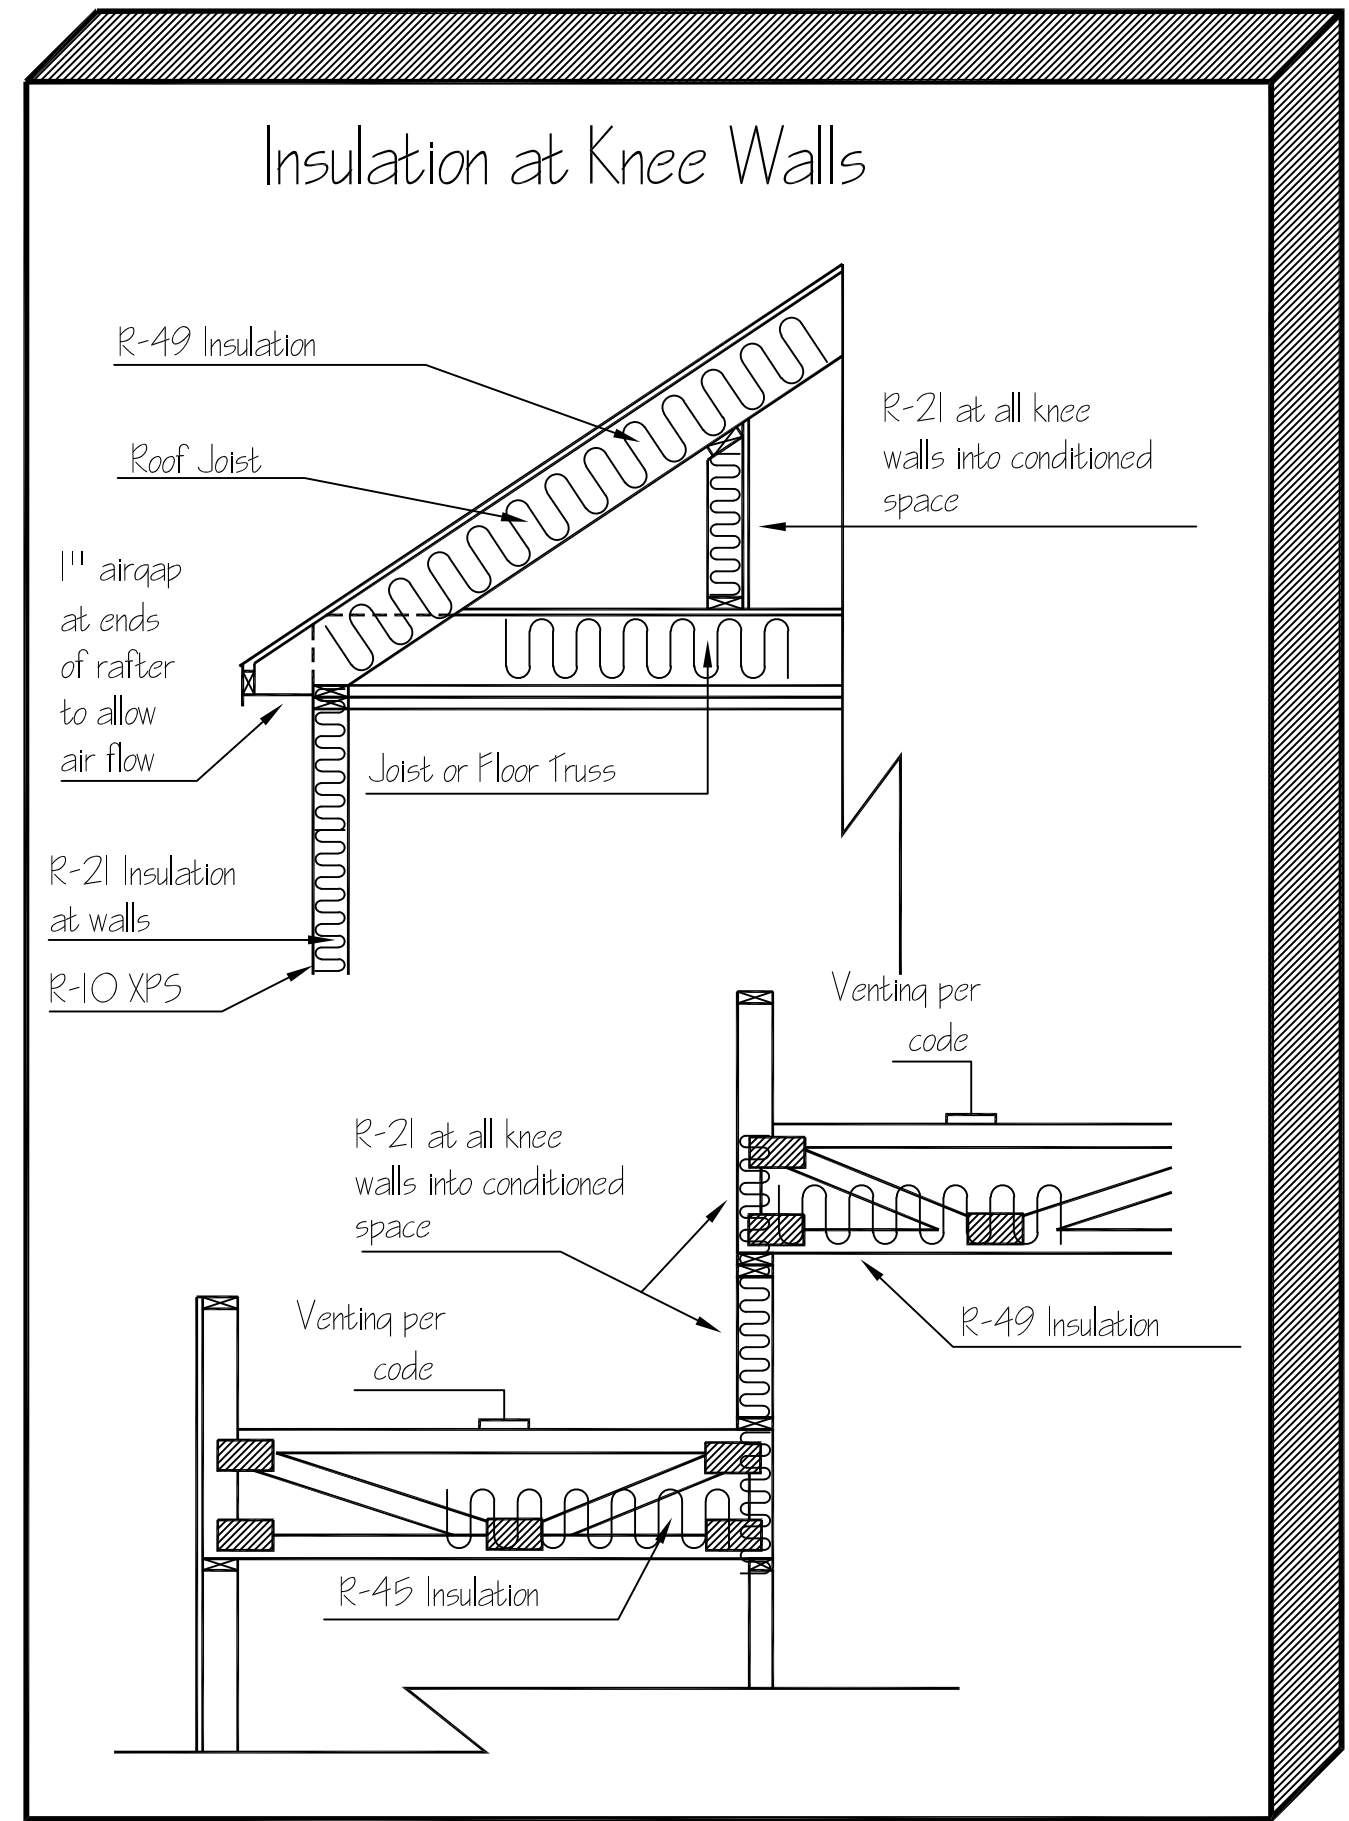 Insulation at Knee Walls
R-49 Insulation
Roof Joist
R-21 at all knee
walls into conditioned
space
1" airgap
at ends
of rafter
to allow
air flow
Joist or Floor Truss
R-21 Insulation
at walls
R-10 XPS
Venting per
code
R-21 at all knee
walls into conditioned
space
R-49 Insulation
Venting per
code
R-45 Insulation